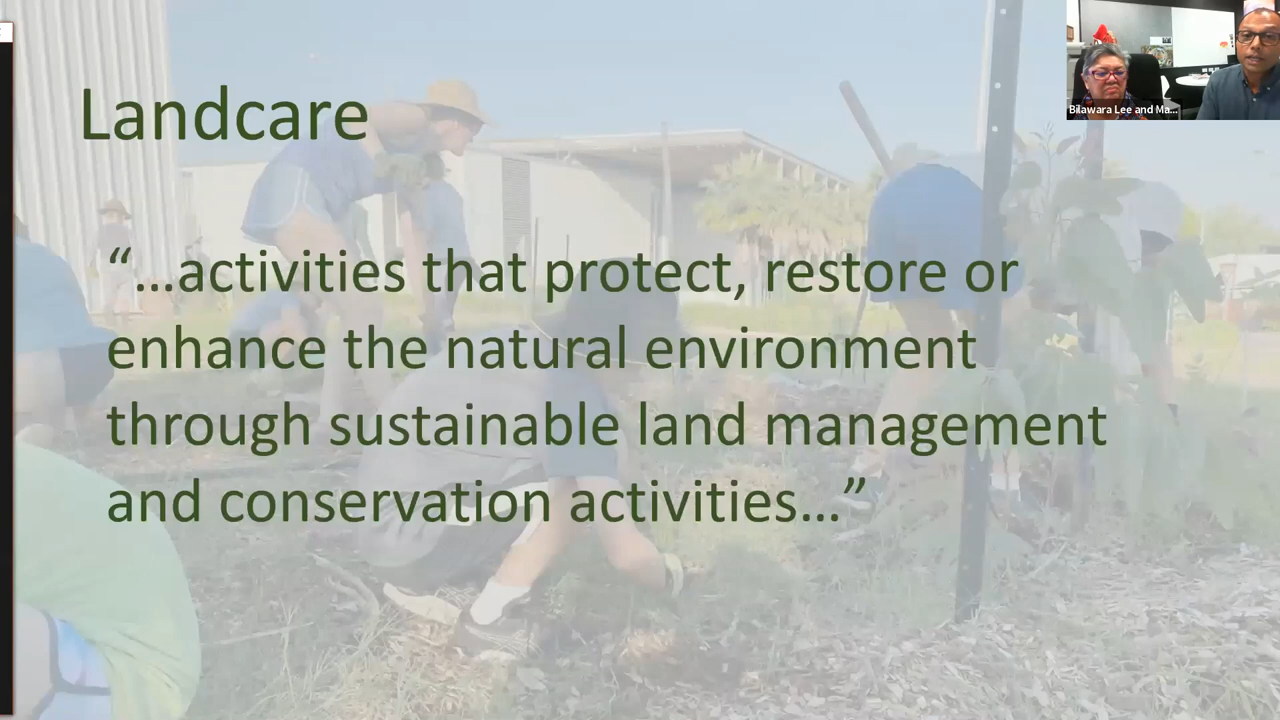 Landcare
“...activities that protect, restore or
enhance the natural environment
through sustainable land management
and conservation activities...”
Bilawara Lee and Ma...